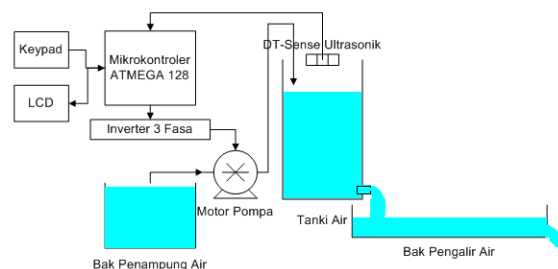 DT-Sense Ultrasonik
Keypad
Mikrokontroler
ATMEGA 128
LCD
Inverter 3 Fasa
Motor Pompa
Tanki Air
Bak Pengalir Air
Bak Penampung Air